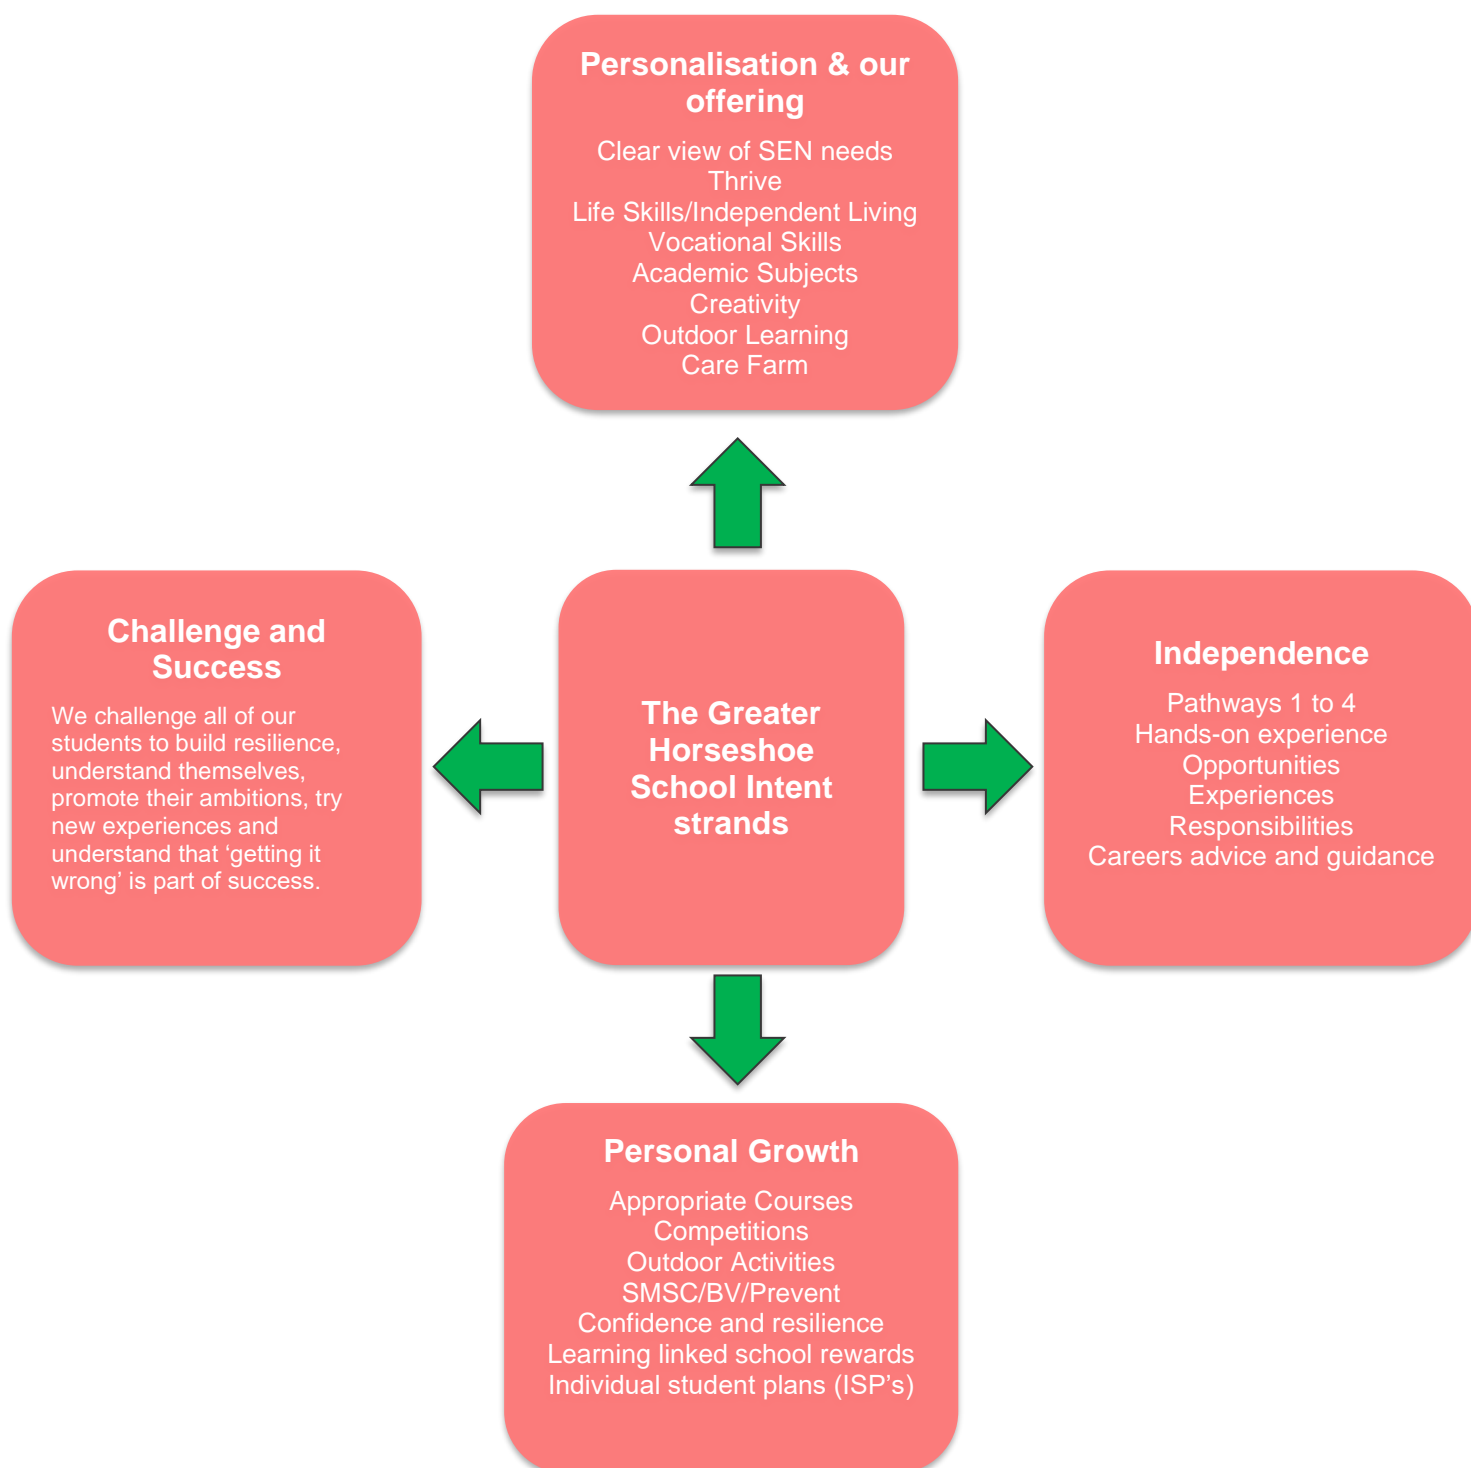 Personalisation & our
offering
Clear view of SEN needs
Thrive
Life Skills/Independent Living
Vocational Skills
Academic Subjects
Creativity
Outdoor Learning
Care Farm
Challenge and
Success
We challenge all of our
students to build resilience,
understand themselves,
promote their ambitions, try
new experiences and
understand that ‘getting it
wrong’ is part of success.
The Greater
Horseshoe
School Intent
strands
Independence
Pathways 1 to 4
Hands-on experience
Opportunities
Experiences
Responsibilities
Careers advice and guidance
Personal Growth
Appropriate Courses
Competitions
Outdoor Activities
SMSC/BV/Prevent
Confidence and resilience
Learning linked school rewards
Individual student plans (ISP’s)